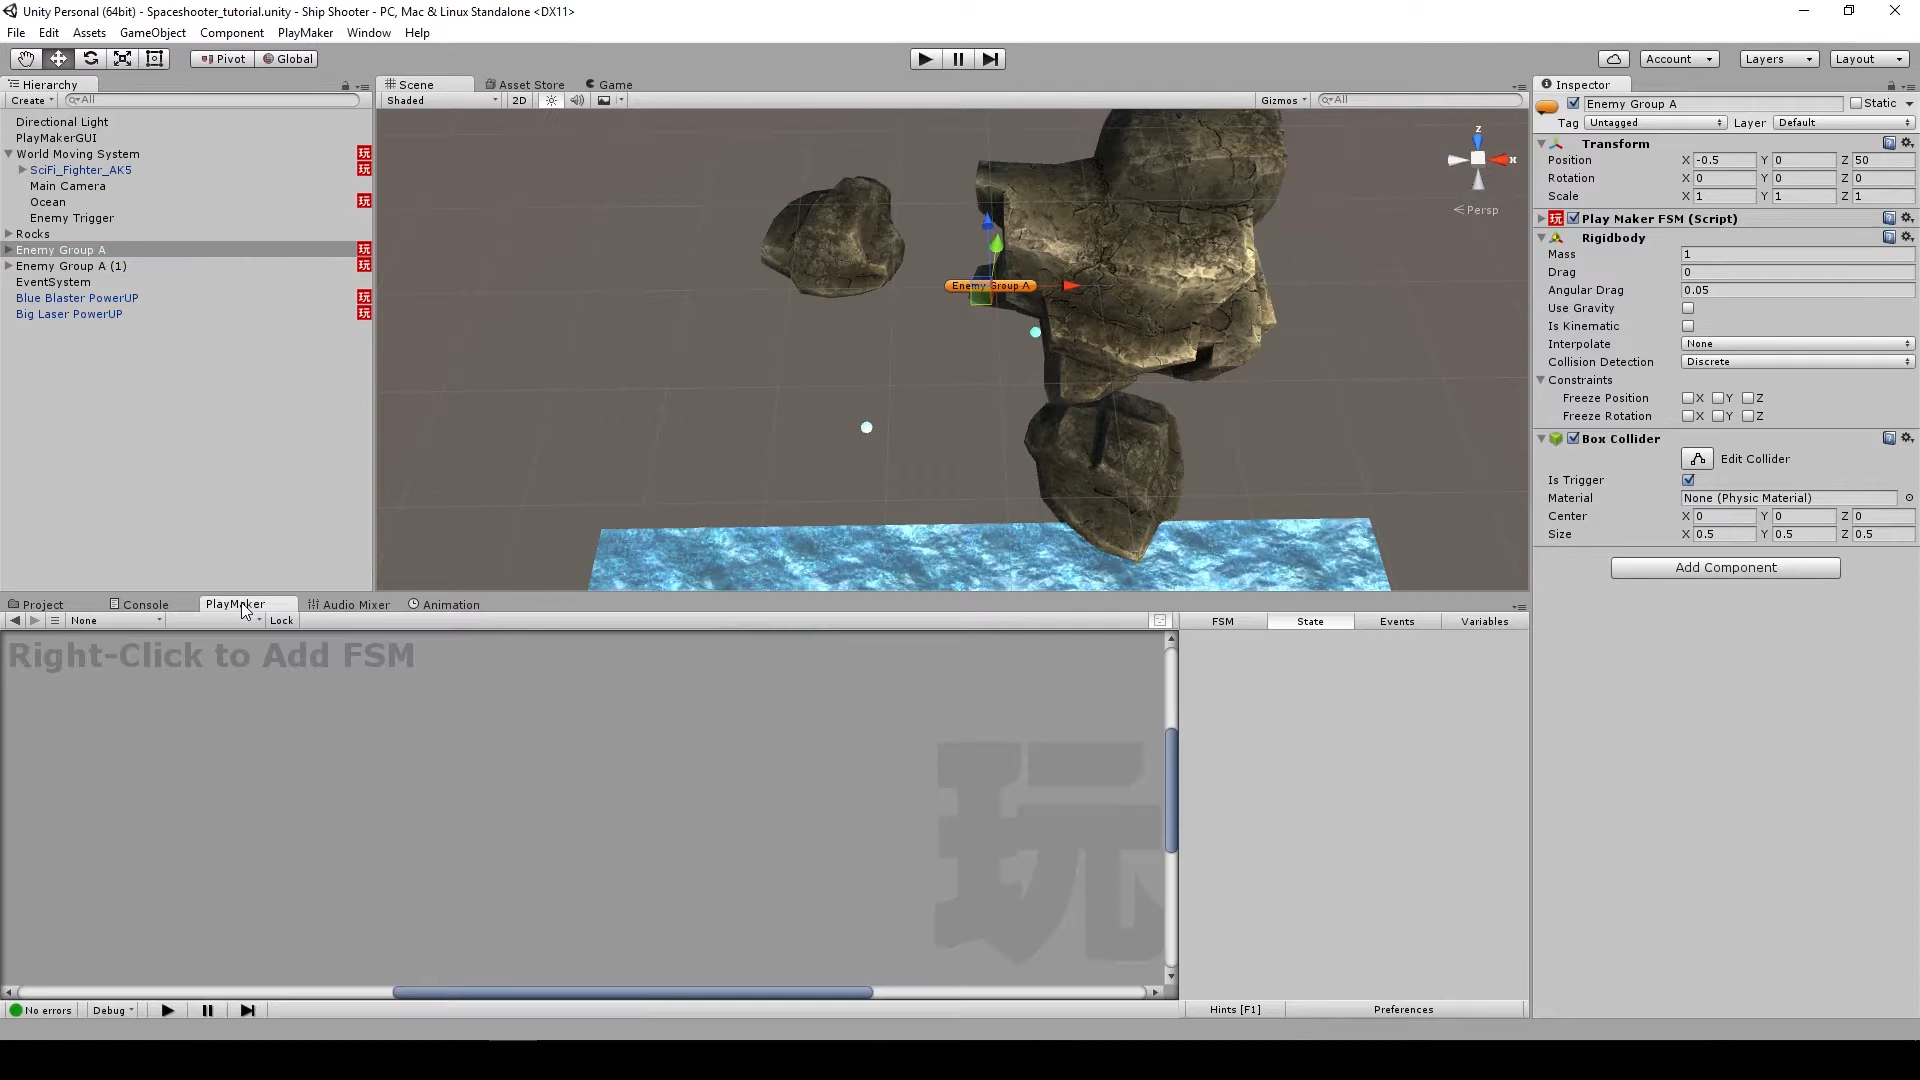 Unity Personal (64bit) - Spaceshooter_tutorial.unity - Ship Shooter - PC, Mac & Linux Standalone <DX11>
File Edit Assets GameObject Component PlayMaker Window Help
Pivot Global Account Layers Layout
Hierarchy
Create All
Directional Light
PlayMakerGUI
World Moving System 玩
SciFi_Fighter_AK5 玩
Main Camera
Ocean 玩
Enemy Trigger
Rocks
Enemy Group A 玩
Enemy Group A (1) 玩
EventSystem
Blue Blaster PowerUP 玩
Big Laser PowerUP 玩
Scene Asset Store Game
Shaded 2D Gizmos All
z
x
Persp
Enemy Group A
Inspector
Enemy Group A Static
Tag Untagged Layer Default
Transform
Position X -0.5 Y 0 Z 50
Rotation X 0 Y 0 Z 0
Scale X 1 Y 1 Z 1
玩 Play Maker FSM (Script)
Rigidbody
Mass 1
Drag 0
Angular Drag 0.05
Use Gravity
Is Kinematic
Interpolate None
Collision Detection Discrete
Constraints
Freeze Position X Y Z
Freeze Rotation X Y Z
Box Collider
Edit Collider
Is Trigger
Material None (Physic Material)
Center X 0 Y 0 Z 0
Size X 0.5 Y 0.5 Z 0.5
Add Component
Project Console PlayMaker Audio Mixer Animation
None Lock
Right-Click to Add FSM
玩
FSM State Events Variables
No errors Debug
Hints [F1] Preferences